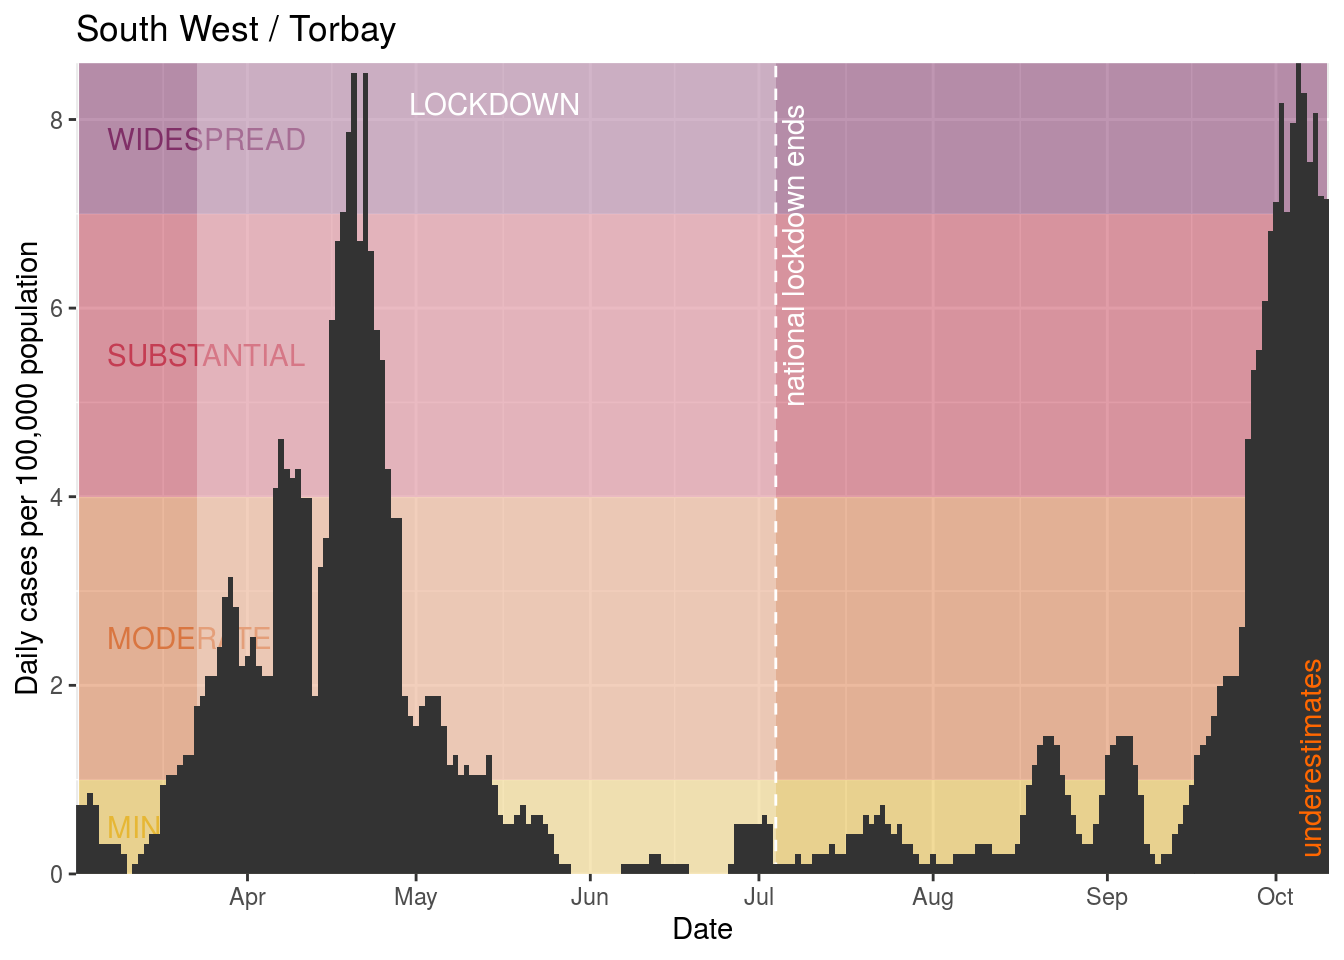 South West / Torbay
Daily cases per 100,000 population
8
6
4
2
0
LOCKDOWN
WIDESPREAD
SUBSTANTIAL
MODERATE
MIN
national lockdown ends
underestimates
Apr
May
Jun
Jul
Aug
Sep
Oct
Date